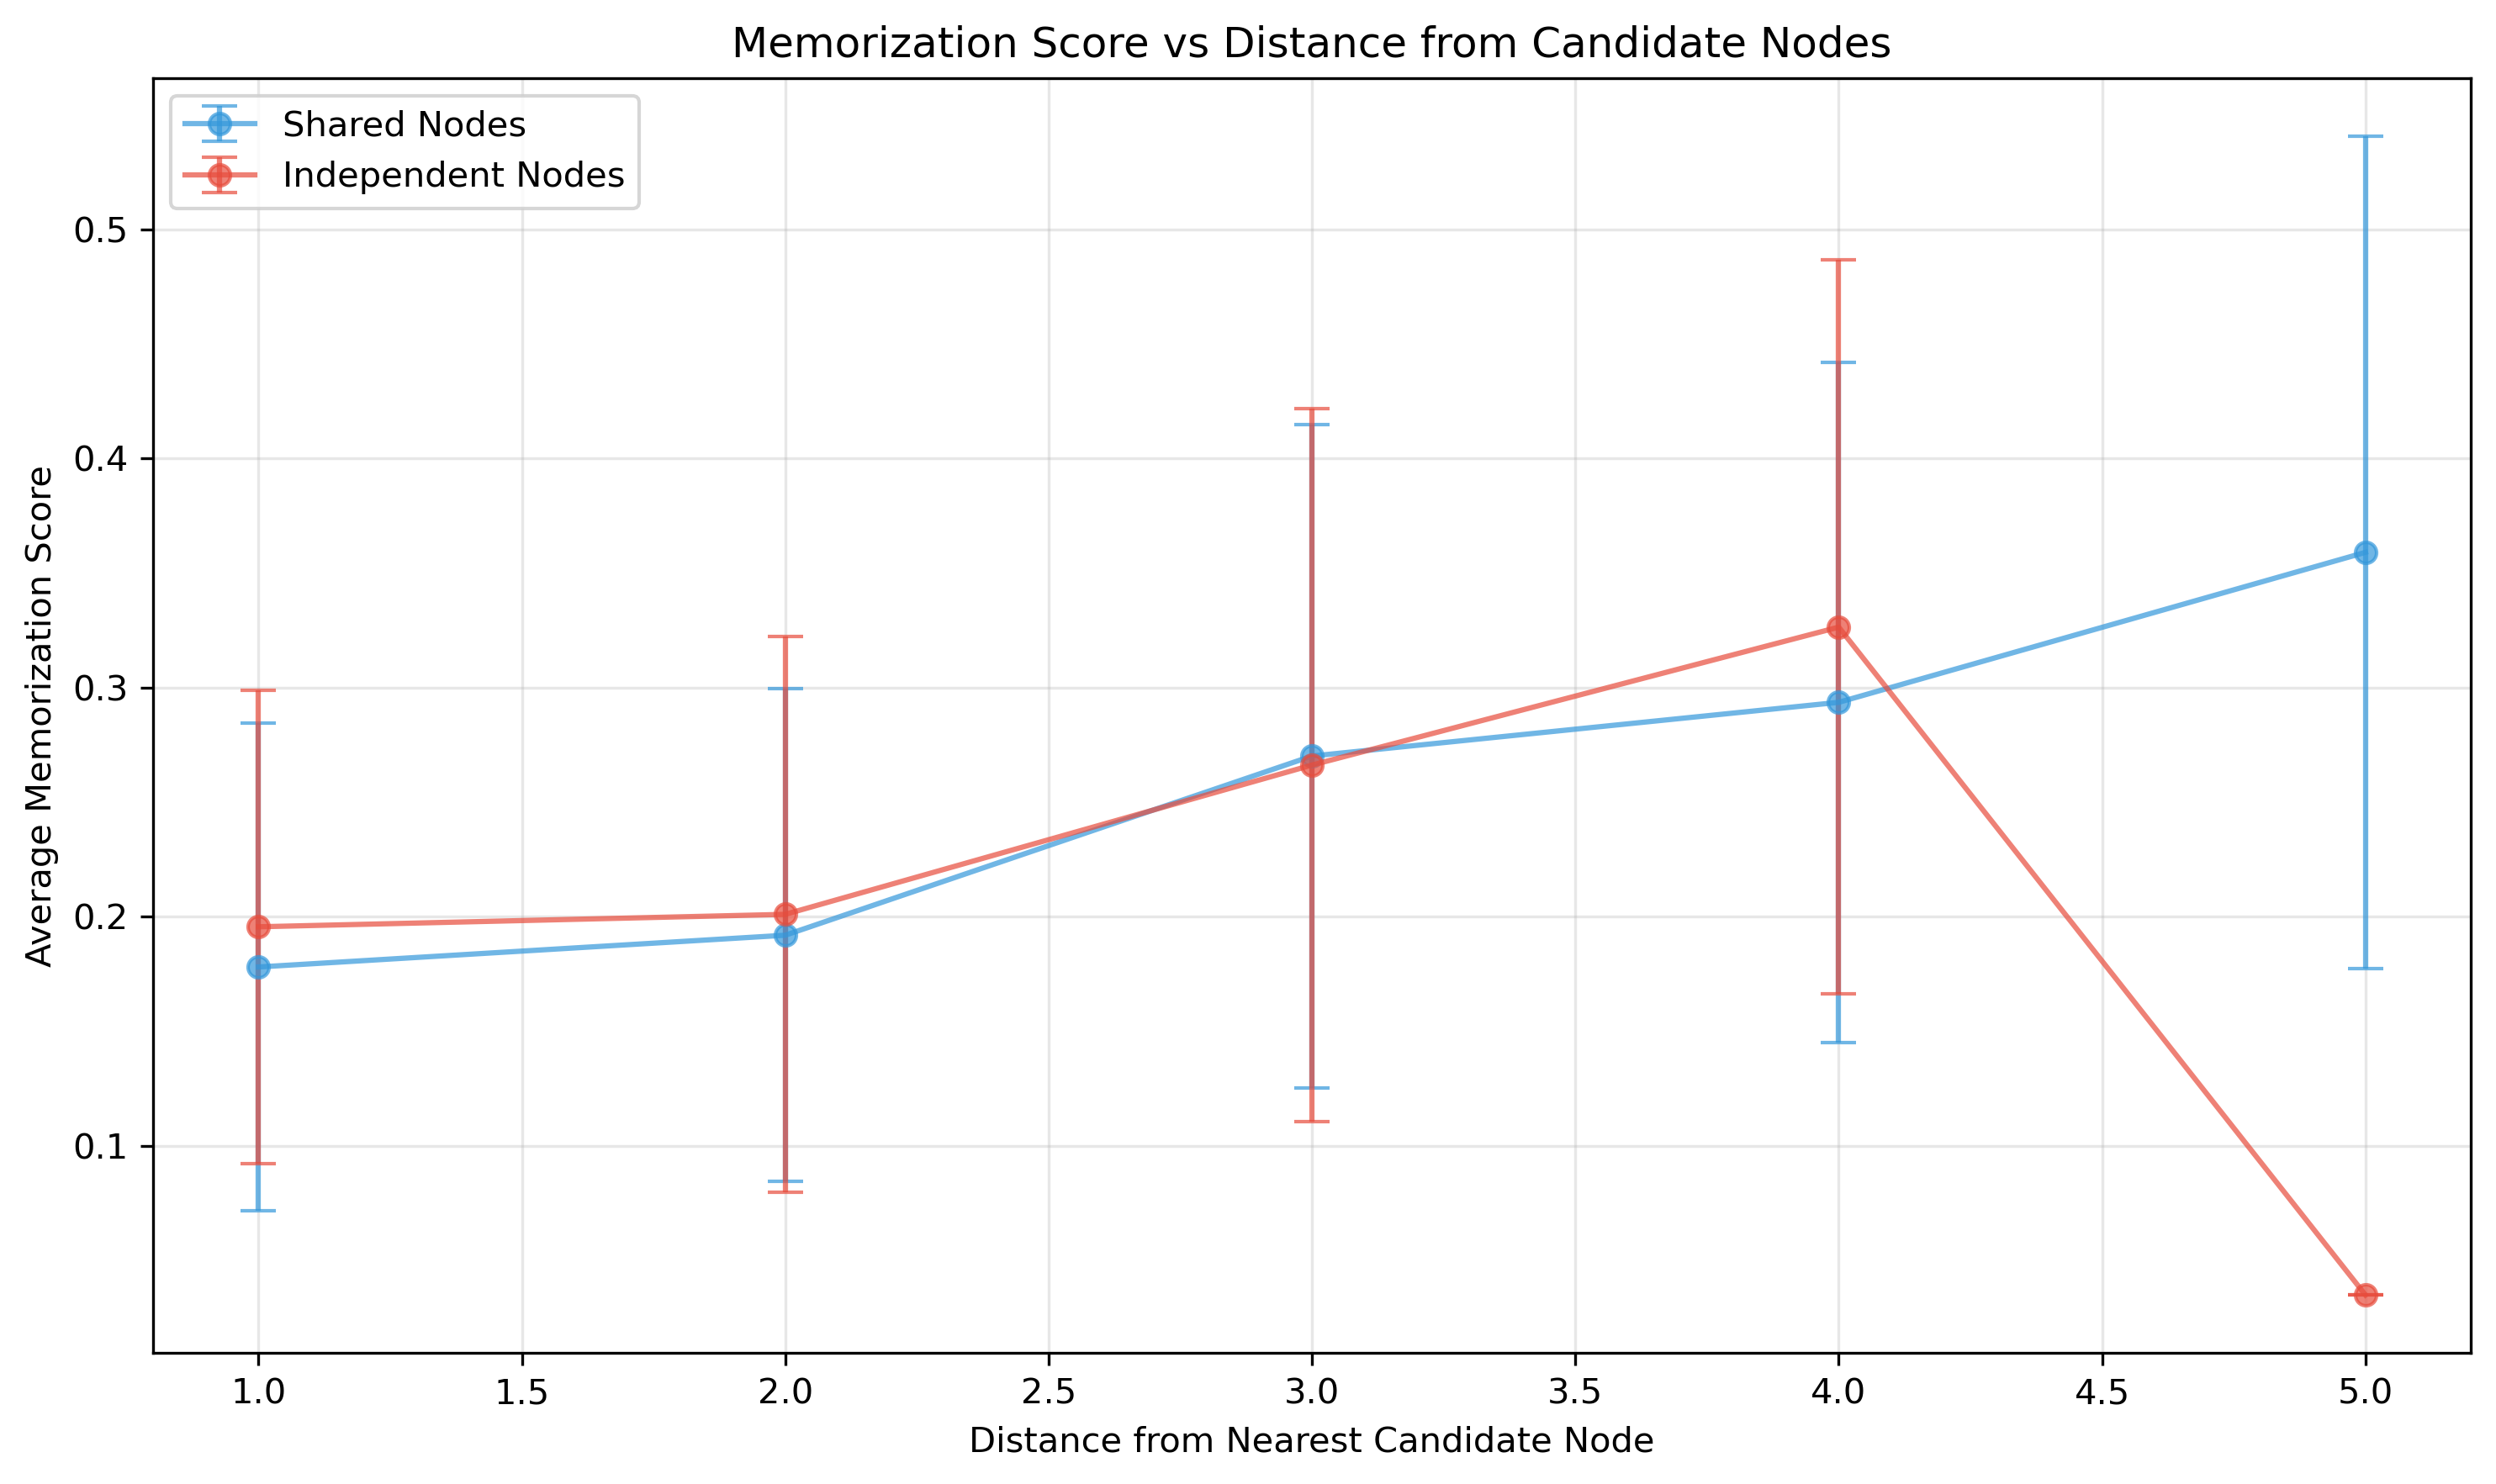 Memorization Score vs Distance from Candidate Nodes
Shared Nodes
Independent Nodes
Average Memorization Score
0.5
0.4
0.3
0.2
0.1
1.0 1.5 2.0 2.5 3.0 3.5 4.0 4.5 5.0
Distance from Nearest Candidate Node